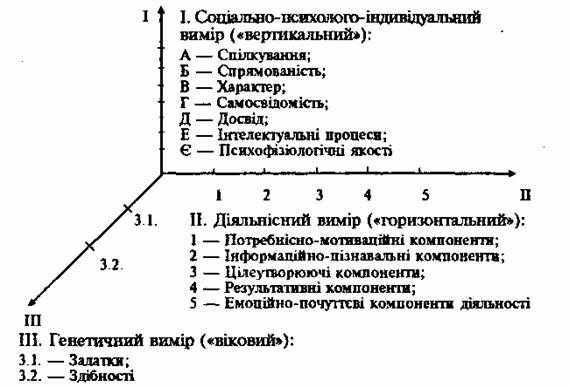 I
I. Соціально-психолого-індивідуальний
вимір («вертикальний»):
А — Спілкування;
Б — Спрямованість;
В — Характер;
Г — Самосвідомість;
Д — Досвід;
Е — Інтелектуальні процеси;
Є — Психофізіологічні якості
1 2 3 4 5 II
3.1.
3.2.
III
II. Діяльнісний вимір («горизонтальний»):
1 — Потребнісно-мотиваційні компоненти;
2 — Інформаційно-пізнавальні компоненти;
3 — Цілеутворюючі компоненти;
4 — Результативні компоненти;
5 — Емоційно-почуттєві компоненти діяльності
III. Генетичний вимір («віковий»):
3.1. — Задатки;
3.2. — Здібності